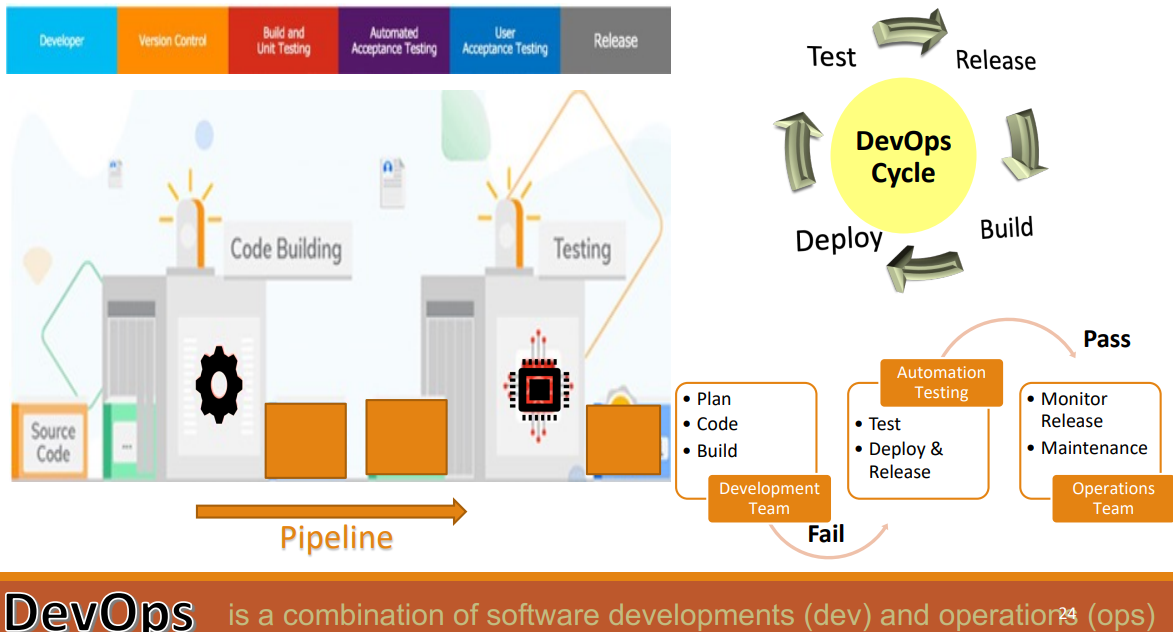 Developer
Version Control
Build and
Unit Testing
Automated
Acceptance Testing
User
Acceptance Testing
Release
Code Building
Testing
Source
Code
...
Pipeline
Test
Release
DevOps
Cycle
Deploy
Build
• Plan
• Code
• Build
Development
Team
Fail
Automation
Testing
• Test
• Deploy &
Release
Pass
• Monitor
Release
• Maintenance
Operations
Team
DevOps is a combination of software developments (dev) and operations (ops)
24